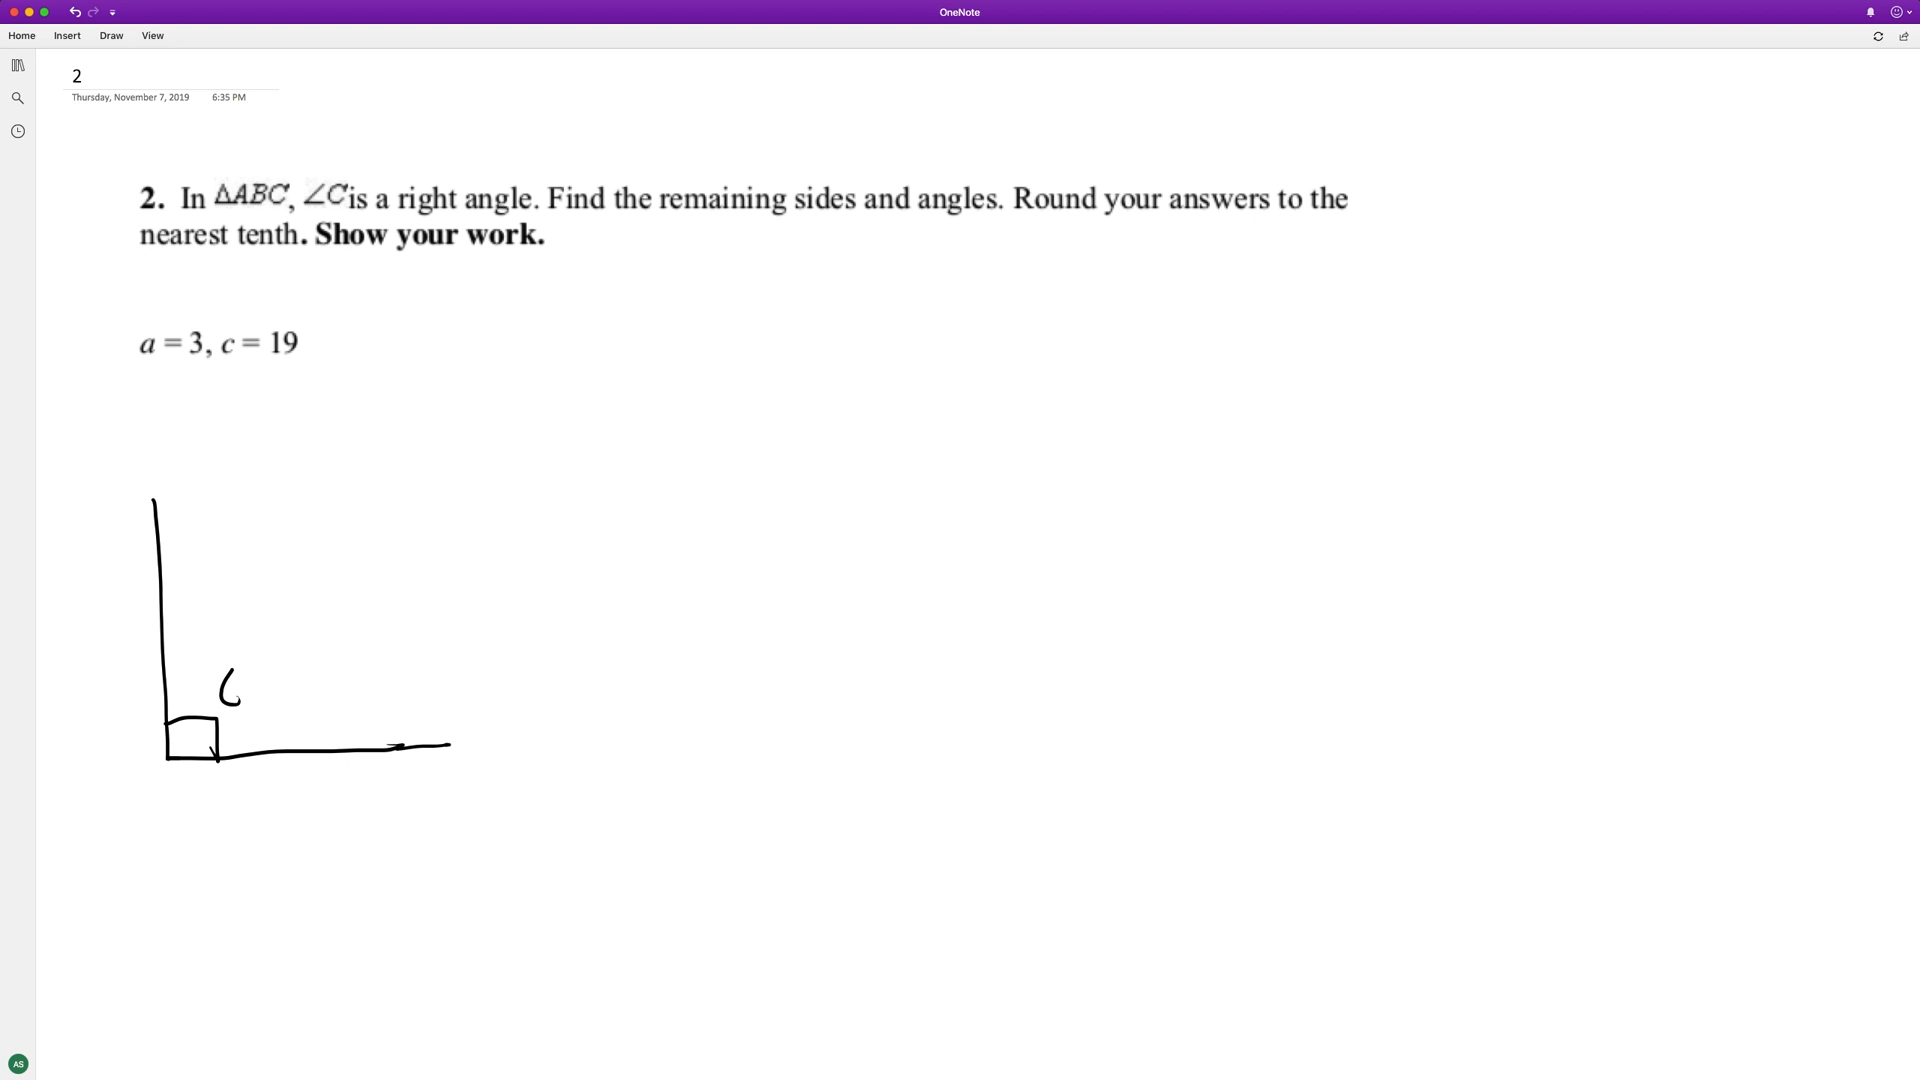 OneNote
Home Insert Draw View
2
Thursday, November 7, 2019 6:35 PM
2. In ΔABC, ∠C is a right angle. Find the remaining sides and angles. Round your answers to the
nearest tenth. Show your work.
a = 3, c = 19
C
AS